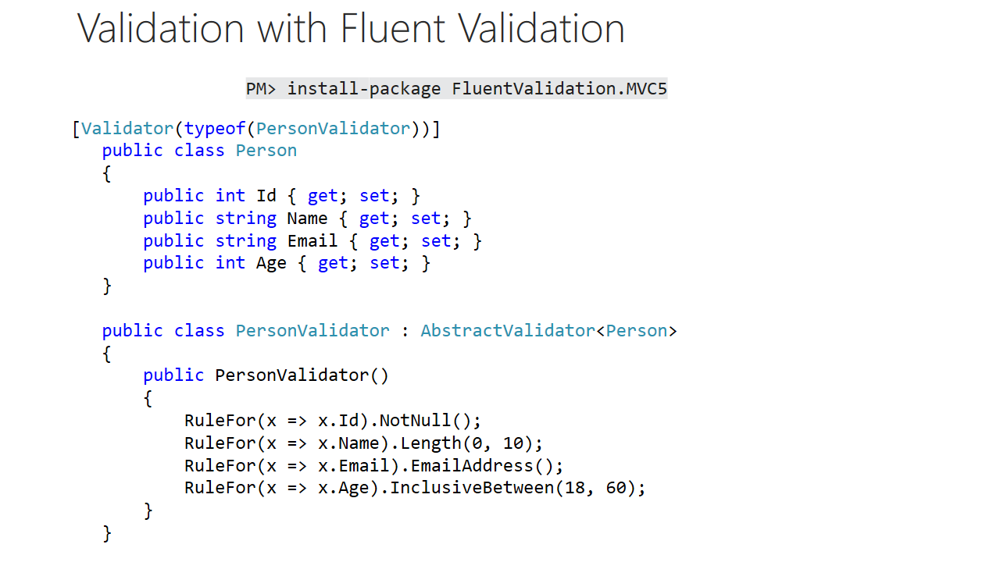 Validation with Fluent Validation
PM> install-package FluentValidation.MVC5
[Validator(typeof(PersonValidator))]
public class Person
{
public int Id { get; set; }
public string Name { get; set; }
public string Email { get; set; }
public int Age { get; set; }
}
public class PersonValidator : AbstractValidator<Person>
{
public PersonValidator()
{
RuleFor(x => x.Id).NotNull();
RuleFor(x => x.Name).Length(0, 10);
RuleFor(x => x.Email).EmailAddress();
RuleFor(x => x.Age).InclusiveBetween(18, 60);
}
}